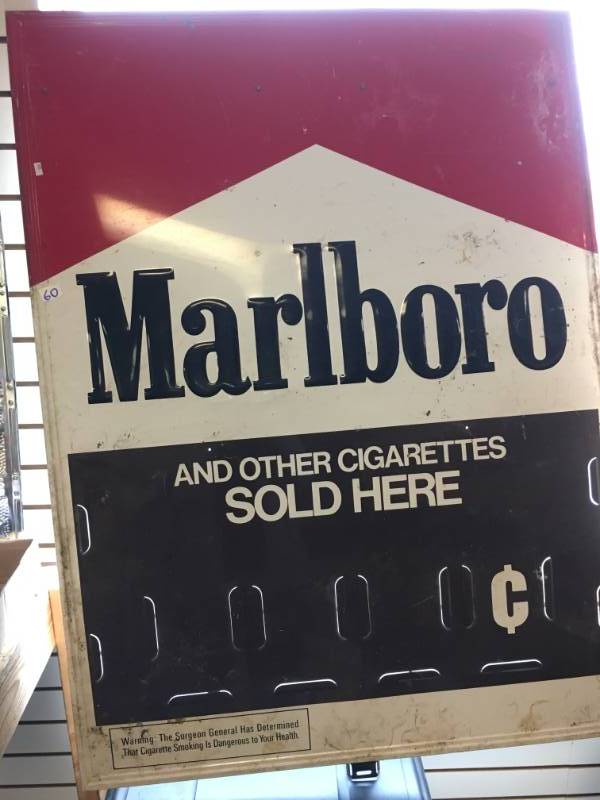 60
Marlboro
AND OTHER CIGARETTES
SOLD HERE
¢
Warning: The Surgeon General Has Determined
That Cigarette Smoking Is Dangerous to Your Health.